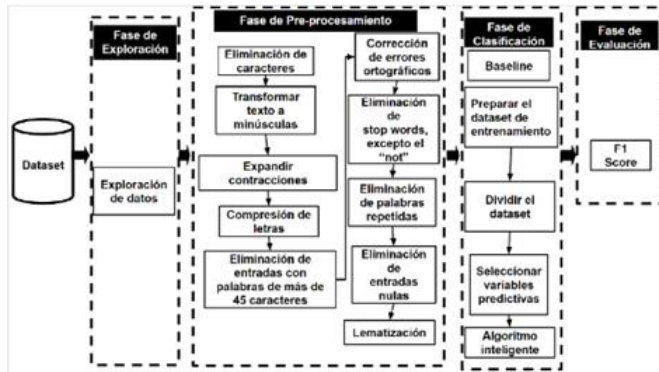 Dataset
Fase de
Exploración
Exploración
de datos
Fase de Pre-procesamiento
Eliminación de
caracteres
Transformar
texto a
minúsculas
Expandir
contracciones
Compresión de
letras
Eliminación de
entradas con
palabras de más de
45 caracteres
Corrección
de errores
ortográficos
Eliminación
de
stop words,
excepto el
"not"
Eliminación
de palabras
repetidas
Eliminación
de
entradas
nulas
Lematización
Fase de
Clasificación
Baseline
Preparar el
dataset de
entrenamiento
Dividir el
dataset
Seleccionar
variables
predictivas
Algoritmo
inteligente
Fase de
Evaluación
F1
Score